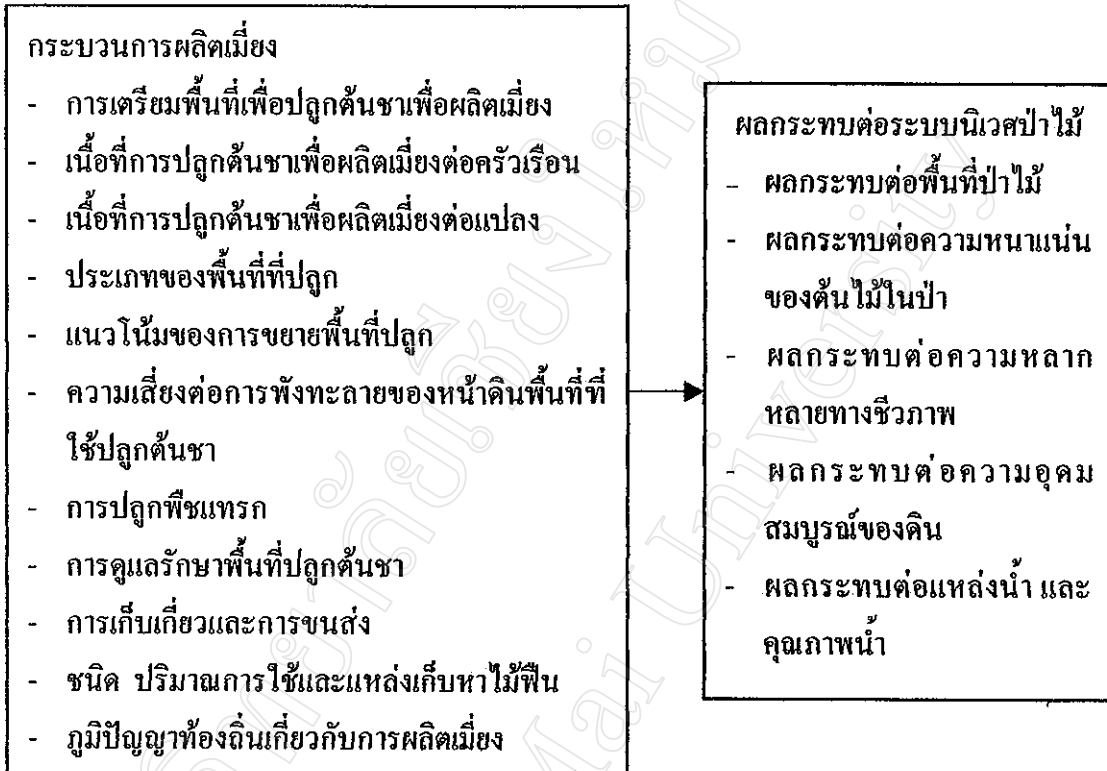 กระบวนการผลิตเมี่ยง
- การเตรียมพื้นที่เพื่อปลูกต้นชาเพื่อผลิตเมี่ยง
- เนื้อที่การปลูกต้นชาเพื่อผลิตเมี่ยงต่อครัวเรือน
- เนื้อที่การปลูกต้นชาเพื่อผลิตเมี่ยงต่อแปลง
- ประเภทของพื้นที่ที่ปลูก
- แนวโน้มของการขยายพื้นที่ปลูก
- ความเสี่ยงต่อการพังทะลายของหน้าดินพื้นที่ที่
ใช้ปลูกต้นชา
- การปลูกพืชแทรก
- การดูแลรักษาพื้นที่ปลูกต้นชา
- การเก็บเกี่ยวและการขนส่ง
- ชนิด ปริมาณการใช้และแหล่งเก็บหาไม้ฟืน
- ภูมิปัญญาท้องถิ่นเกี่ยวกับการผลิตเมี่ยง
ผลกระทบต่อระบบนิเวศป่าไม้
- ผลกระทบต่อพื้นที่ป่าไม้
- ผลกระทบต่อความหนาแน่น
ของต้นไม้ในป่า
- ผลกระทบต่อความหลาก
หลายทางชีวภาพ
- ผลกระทบต่อความอุดม
สมบูรณ์ของดิน
- ผลกระทบต่อแหล่งน้ำ และ
คุณภาพน้ำ
Mai University